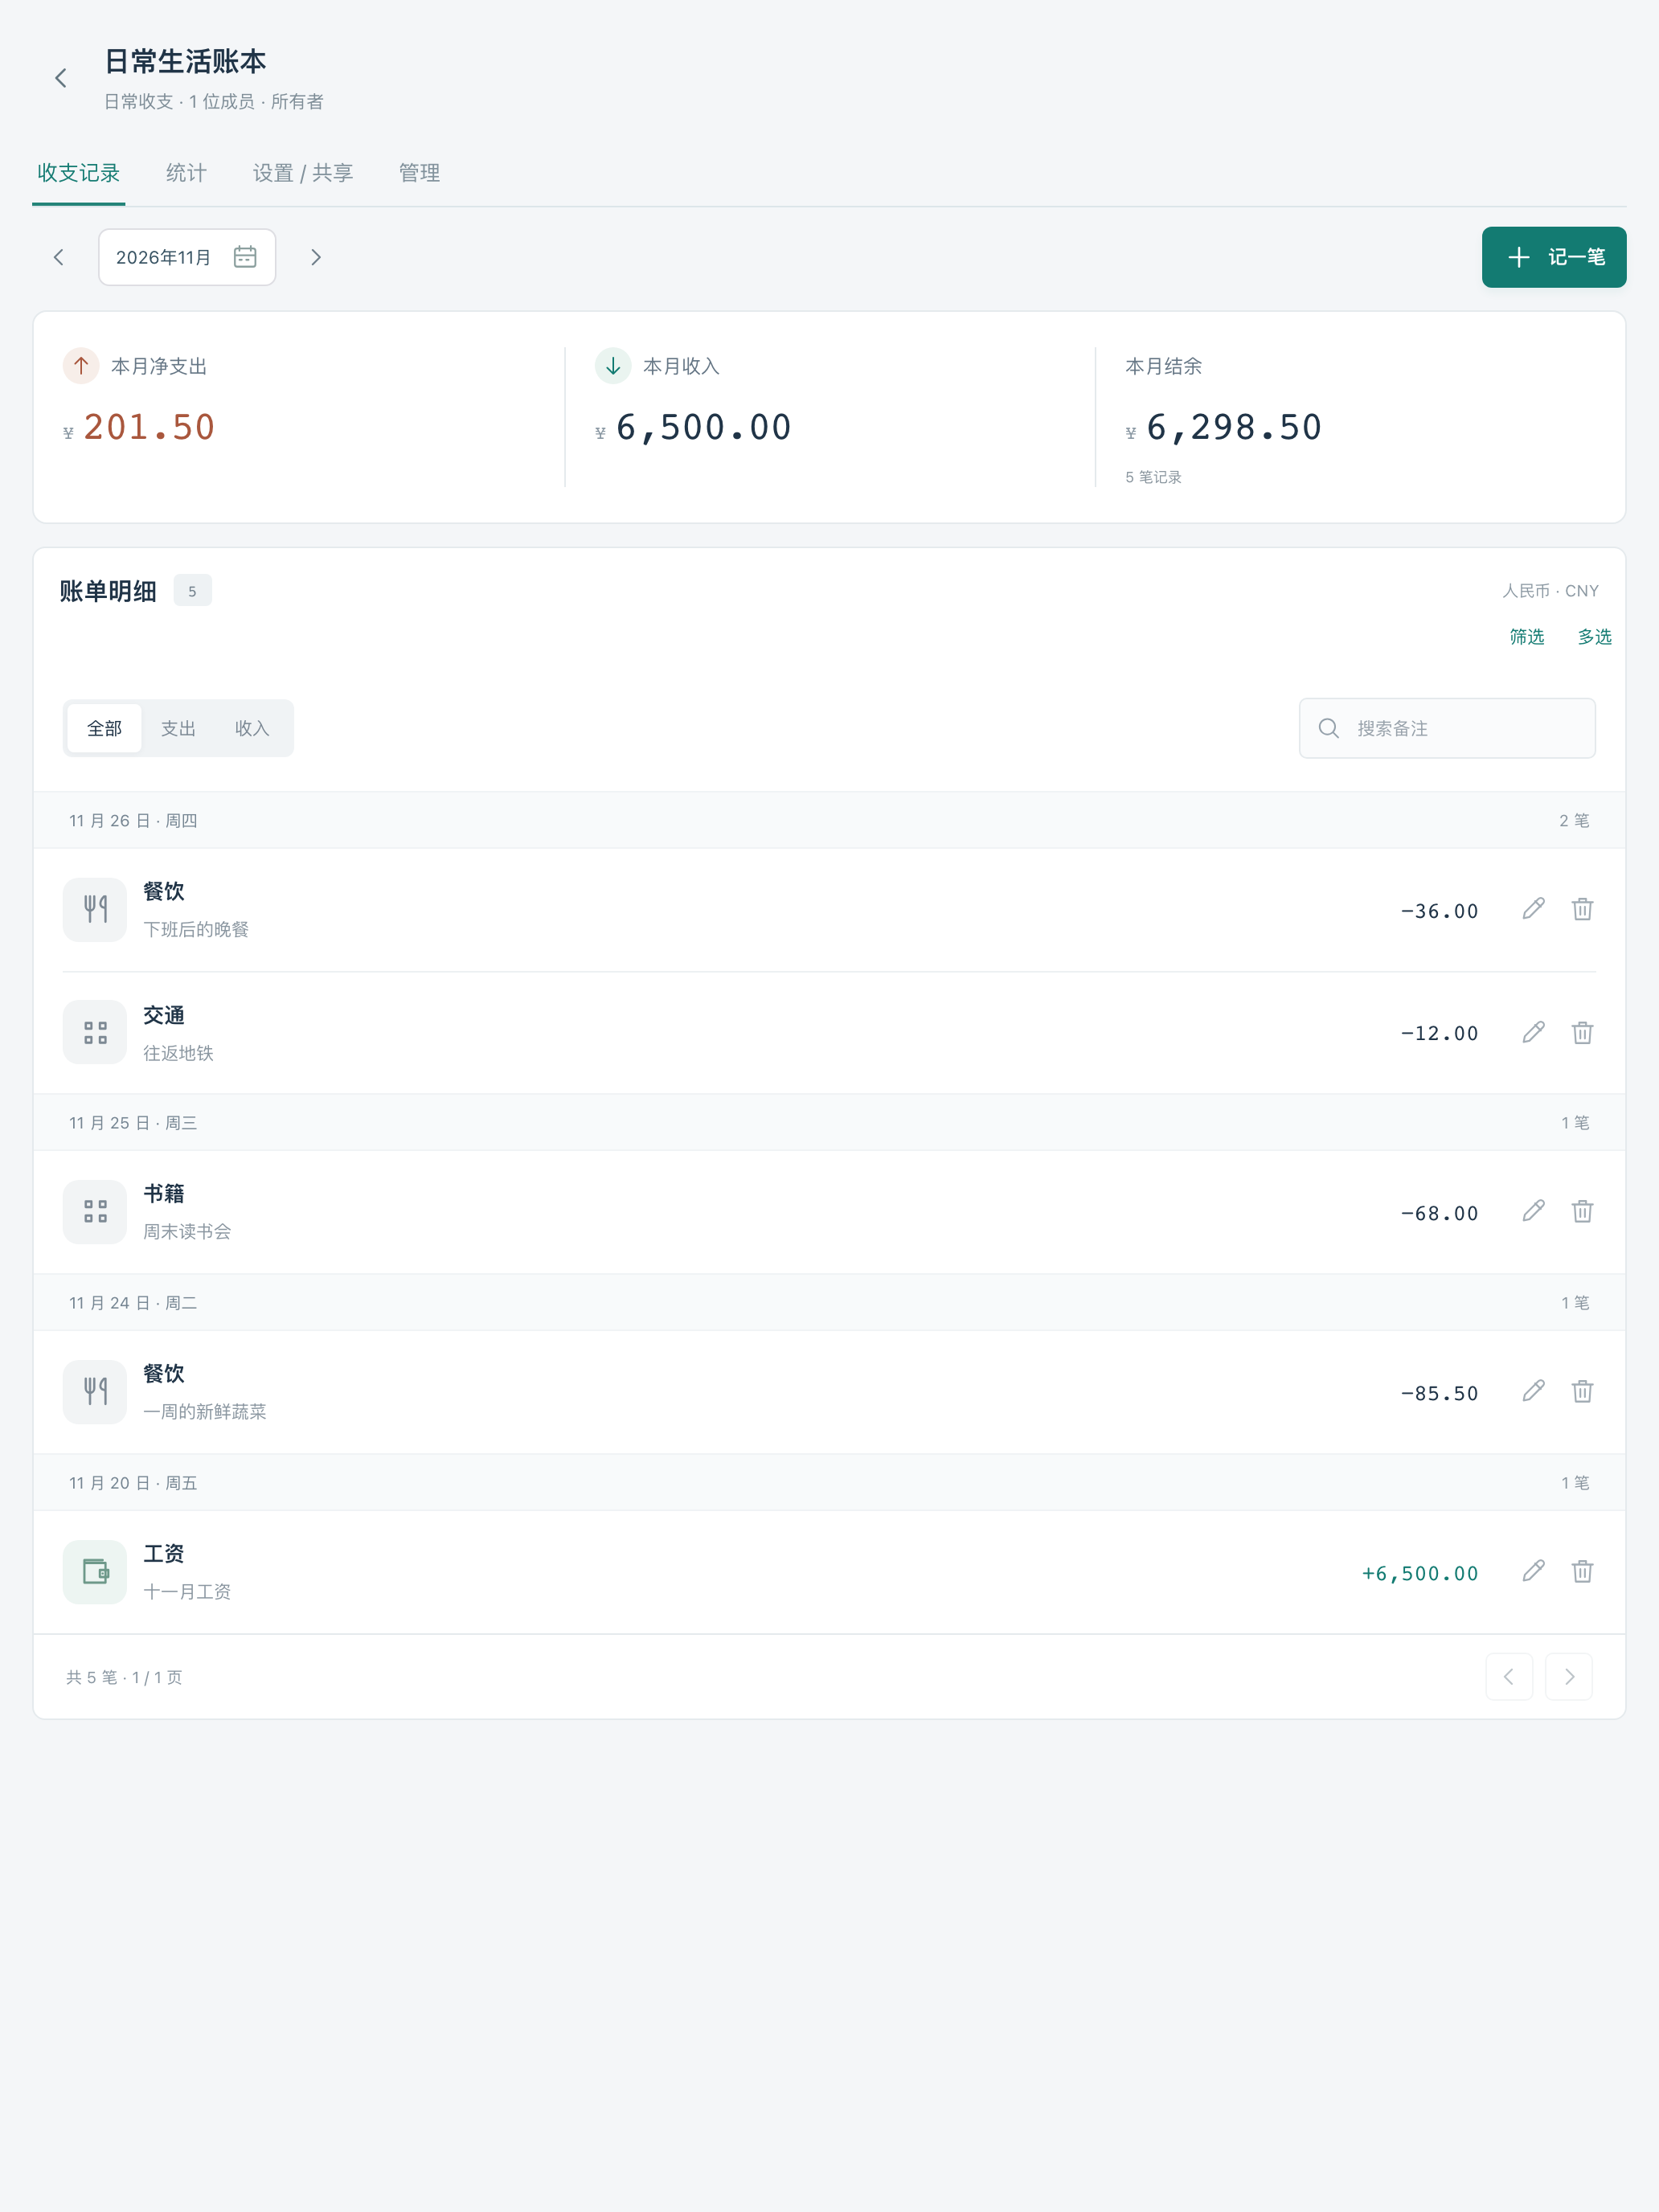 日常生活账本
日常收支 · 1 位成员 · 所有者
收支记录 统计 设置 / 共享 管理
2026年11月 记一笔
本月净支出 本月收入 本月结余
¥ 201.50 ¥ 6,500.00 ¥ 6,298.50
5 笔记录
账单明细 5 人民币 · CNY
筛选 多选
全部 支出 收入 搜索备注
11 月 26 日 · 周四 2 笔
餐饮
下班后的晚餐 −36.00
交通
往返地铁 −12.00
11 月 25 日 · 周三 1 笔
书籍
周末读书会 −68.00
11 月 24 日 · 周二 1 笔
餐饮
一周的新鲜蔬菜 −85.50
11 月 20 日 · 周五 1 笔
工资
十一月工资 +6,500.00
共 5 笔 · 1 / 1 页